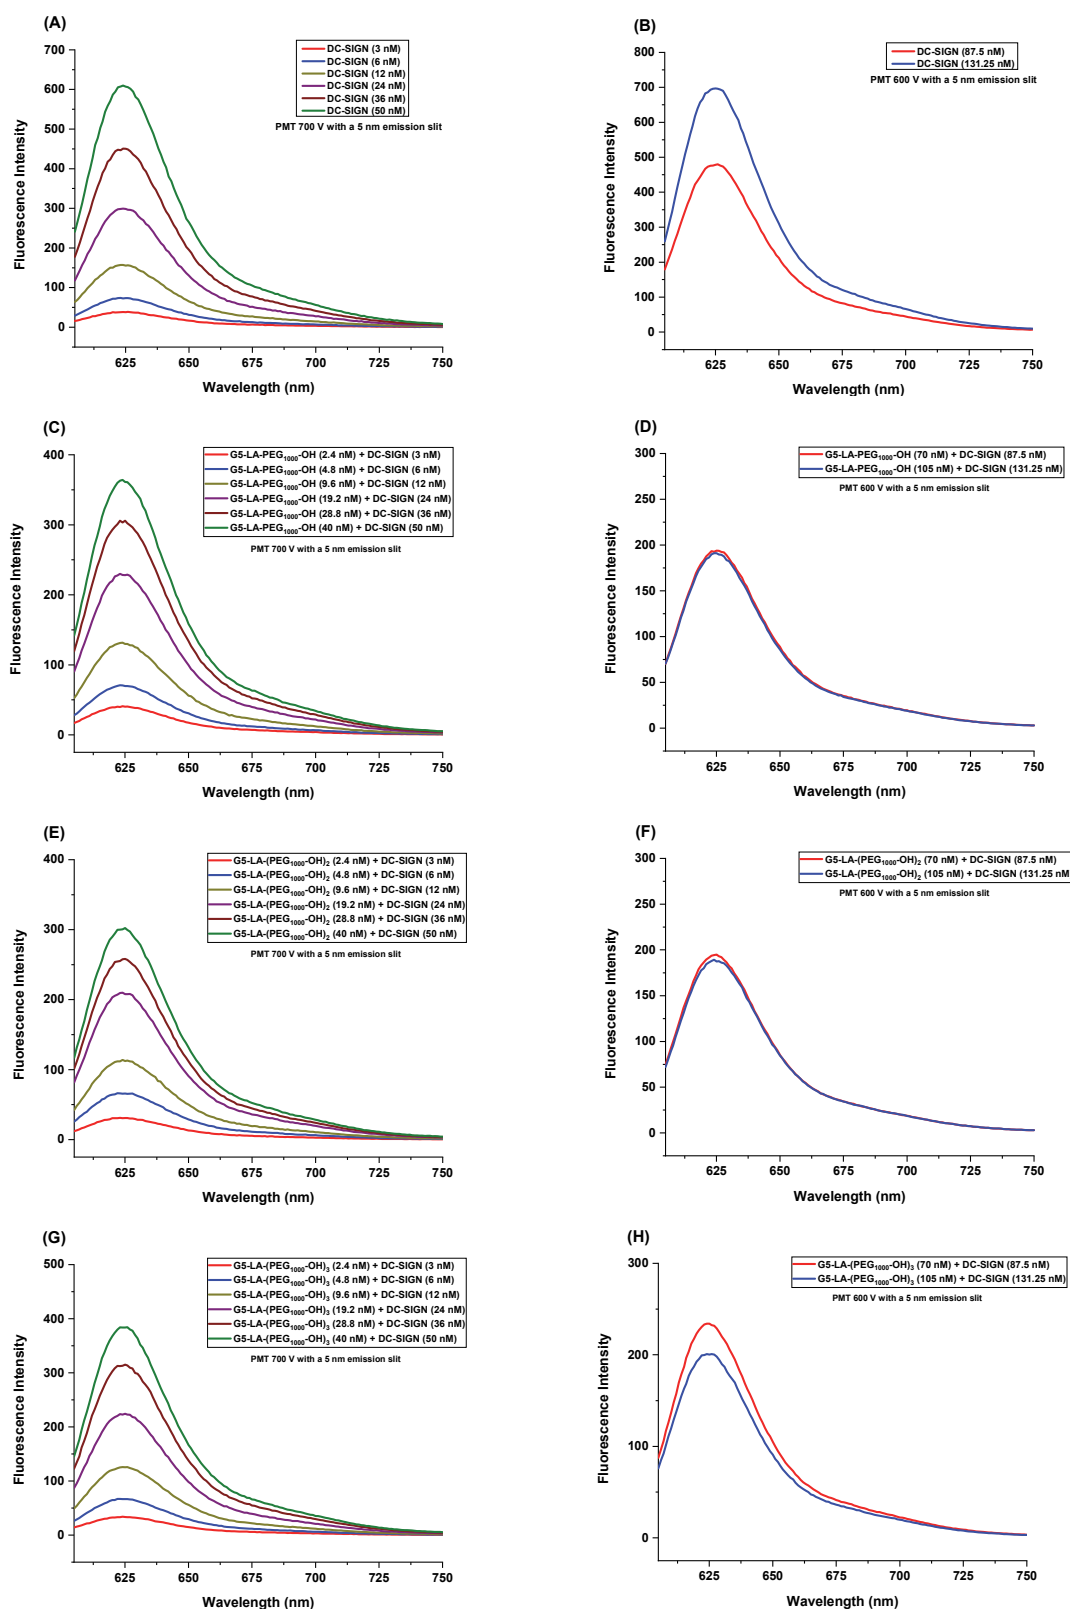 (A)
DC-SIGN (3 nM)
DC-SIGN (6 nM)
DC-SIGN (12 nM)
DC-SIGN (24 nM)
DC-SIGN (36 nM)
DC-SIGN (50 nM)
PMT 700 V with a 5 nm emission slit
700
600
500
400
300
200
100
0
Fluorescence Intensity
625 650 675 700 725 750
Wavelength (nm)
(B)
DC-SIGN (87.5 nM)
DC-SIGN (131.25 nM)
PMT 600 V with a 5 nm emission slit
800
700
600
500
400
300
200
100
0
Fluorescence Intensity
625 650 675 700 725 750
Wavelength (nm)
(C)
G5-LA-PEG1000-OH (2.4 nM) + DC-SIGN (3 nM)
G5-LA-PEG1000-OH (4.8 nM) + DC-SIGN (6 nM)
G5-LA-PEG1000-OH (9.6 nM) + DC-SIGN (12 nM)
G5-LA-PEG1000-OH (19.2 nM) + DC-SIGN (24 nM)
G5-LA-PEG1000-OH (28.8 nM) + DC-SIGN (36 nM)
G5-LA-PEG1000-OH (40 nM) + DC-SIGN (50 nM)
PMT 700 V with a 5 nm emission slit
400
300
200
100
0
Fluorescence Intensity
625 650 675 700 725 750
Wavelength (nm)
(D)
G5-LA-PEG1000-OH (70 nM) + DC-SIGN (87.5 nM)
G5-LA-PEG1000-OH (105 nM) + DC-SIGN (131.25 nM)
PMT 600 V with a 5 nm emission slit
300
250
200
150
100
50
0
Fluorescence Intensity
625 650 675 700 725 750
Wavelength (nm)
(E)
G5-LA-(PEG1000-OH)2 (2.4 nM) + DC-SIGN (3 nM)
G5-LA-(PEG1000-OH)2 (4.8 nM) + DC-SIGN (6 nM)
G5-LA-(PEG1000-OH)2 (9.6 nM) + DC-SIGN (12 nM)
G5-LA-(PEG1000-OH)2 (19.2 nM) + DC-SIGN (24 nM)
G5-LA-(PEG1000-OH)2 (28.8 nM) + DC-SIGN (36 nM)
G5-LA-(PEG1000-OH)2 (40 nM) + DC-SIGN (50 nM)
PMT 700 V with a 5 nm emission slit
400
300
200
100
0
Fluorescence Intensity
625 650 675 700 725 750
Wavelength (nm)
(F)
G5-LA-(PEG1000-OH)2 (70 nM) + DC-SIGN (87.5 nM)
G5-LA-(PEG1000-OH)2 (105 nM) + DC-SIGN (131.25 nM)
PMT 600 V with a 5 nm emission slit
300
250
200
150
100
50
0
Fluorescence Intensity
625 650 675 700 725 750
Wavelength (nm)
(G)
G5-LA-(PEG1000-OH)3 (2.4 nM) + DC-SIGN (3 nM)
G5-LA-(PEG1000-OH)3 (4.8 nM) + DC-SIGN (6 nM)
G5-LA-(PEG1000-OH)3 (9.6 nM) + DC-SIGN (12 nM)
G5-LA-(PEG1000-OH)3 (19.2 nM) + DC-SIGN (24 nM)
G5-LA-(PEG1000-OH)3 (28.8 nM) + DC-SIGN (36 nM)
G5-LA-(PEG1000-OH)3 (40 nM) + DC-SIGN (50 nM)
PMT 700 V with a 5 nm emission slit
500
400
300
200
100
0
Fluorescence Intensity
625 650 675 700 725 750
Wavelength (nm)
(H)
G5-LA-(PEG1000-OH)3 (70 nM) + DC-SIGN (87.5 nM)
G5-LA-(PEG1000-OH)3 (105 nM) + DC-SIGN (131.25 nM)
PMT 600 V with a 5 nm emission slit
300
200
100
0
Fluorescence Intensity
625 650 675 700 725 750
Wavelength (nm)